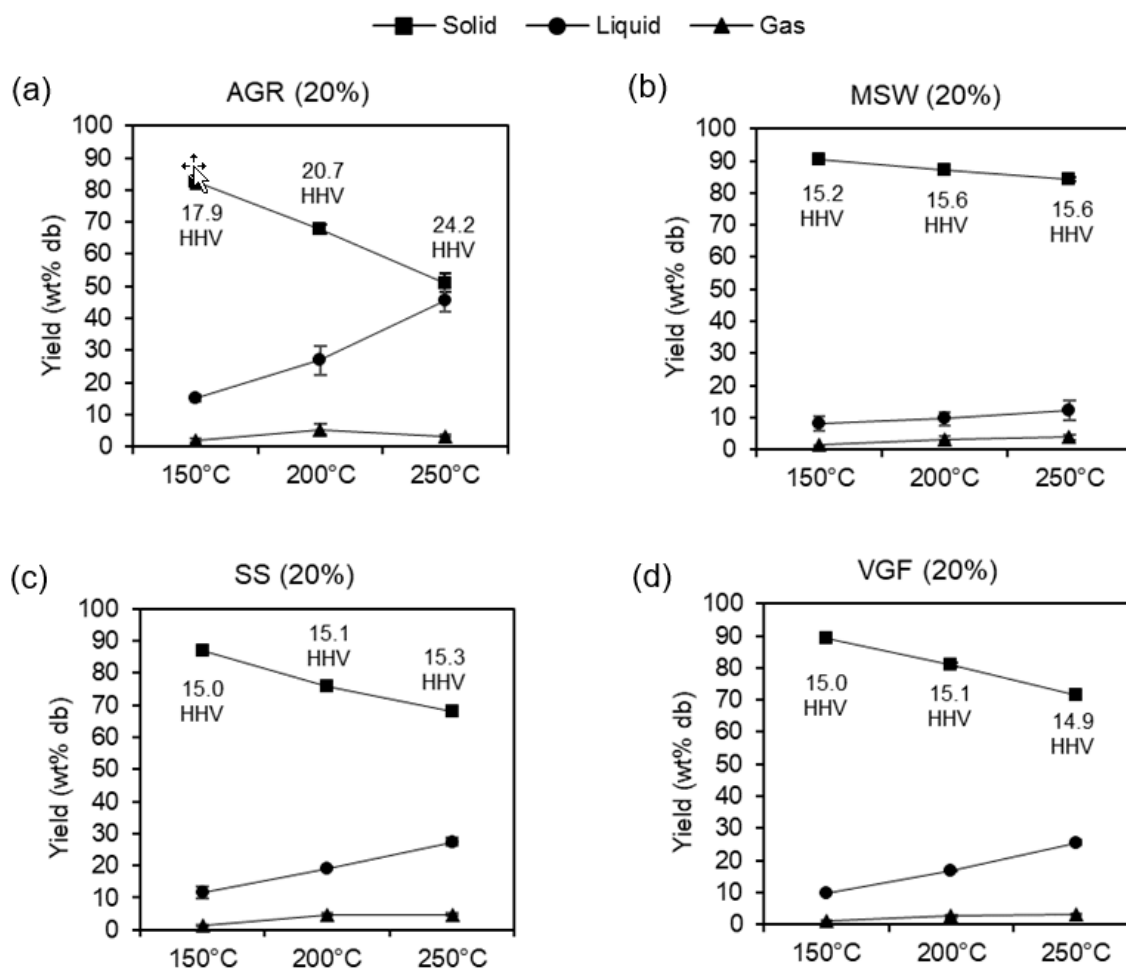 Solid Liquid Gas
(a)
AGR (20%)
Yield (wt% db)
100
90
80
70
60
50
40
30
20
10
0
17.9
HHV
20.7
HHV
24.2
HHV
150°C 200°C 250°C
(b)
MSW (20%)
Yield (wt% db)
100
90
80
70
60
50
40
30
20
10
0
15.2
HHV
15.6
HHV
15.6
HHV
150°C 200°C 250°C
(c)
SS (20%)
Yield (wt% db)
100
90
80
70
60
50
40
30
20
10
0
15.0
HHV
15.1
HHV
15.3
HHV
150°C 200°C 250°C
(d)
VGF (20%)
Yield (wt% db)
100
90
80
70
60
50
40
30
20
10
0
15.0
HHV
15.1
HHV
14.9
HHV
150°C 200°C 250°C